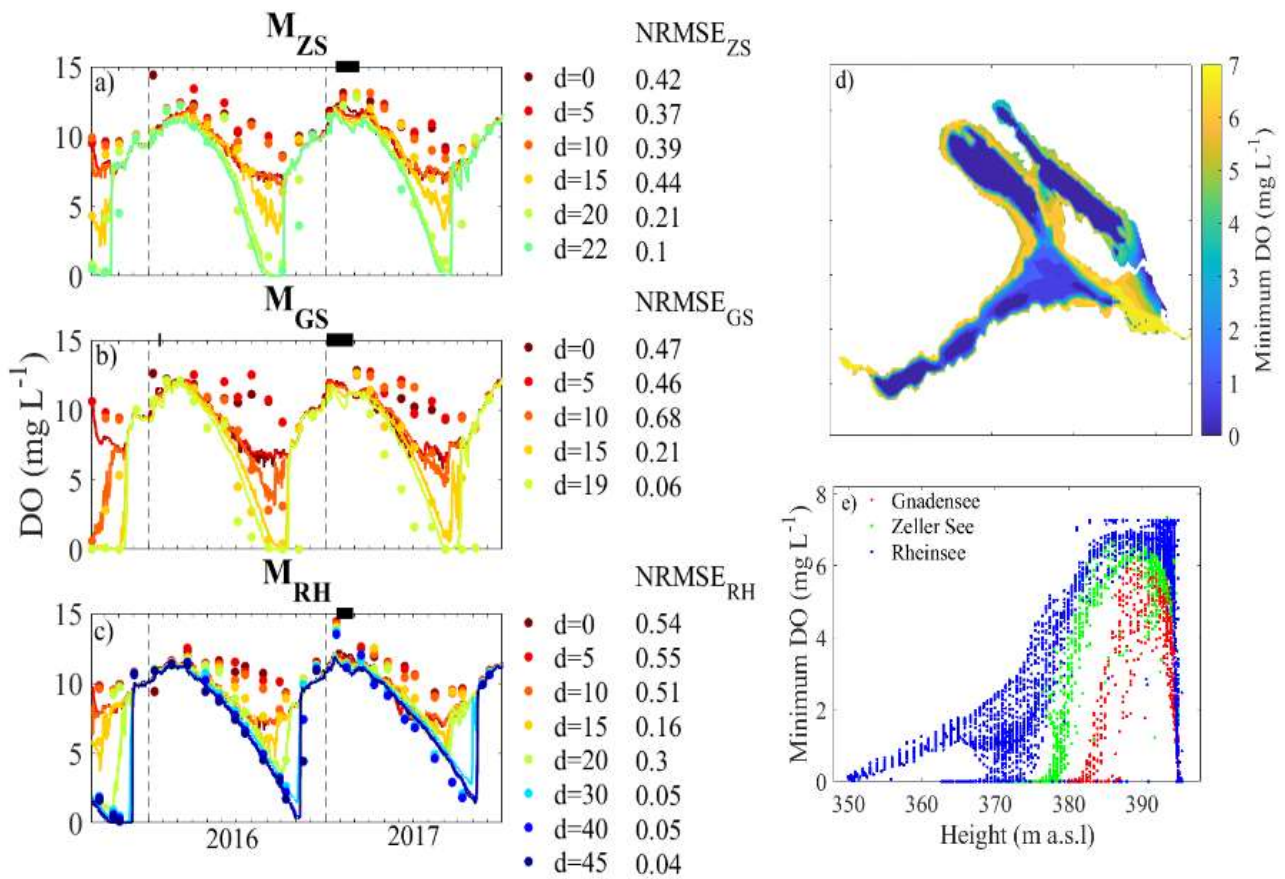 M_ZS
NRMSE_ZS
a)
15
10
5
0
d=0 0.42
d=5 0.37
d=10 0.39
d=15 0.44
d=20 0.21
d=22 0.1
M_GS
NRMSE_GS
b)
15
10
5
0
DO (mg L⁻¹)
d=0 0.47
d=5 0.46
d=10 0.68
d=15 0.21
d=19 0.06
M_RH
NRMSE_RH
c)
15
10
5
0
2016 2017
d=0 0.54
d=5 0.55
d=10 0.51
d=15 0.16
d=20 0.3
d=30 0.05
d=40 0.05
d=45 0.04
d)
7
6
5
4
3
2
1
0
Minimum DO (mg L⁻¹)
e)
Gnadensee
Zeller See
Rheinsee
8
6
4
2
0
Minimum DO (mg L⁻¹)
350 360 370 380 390
Height (m a.s.l)